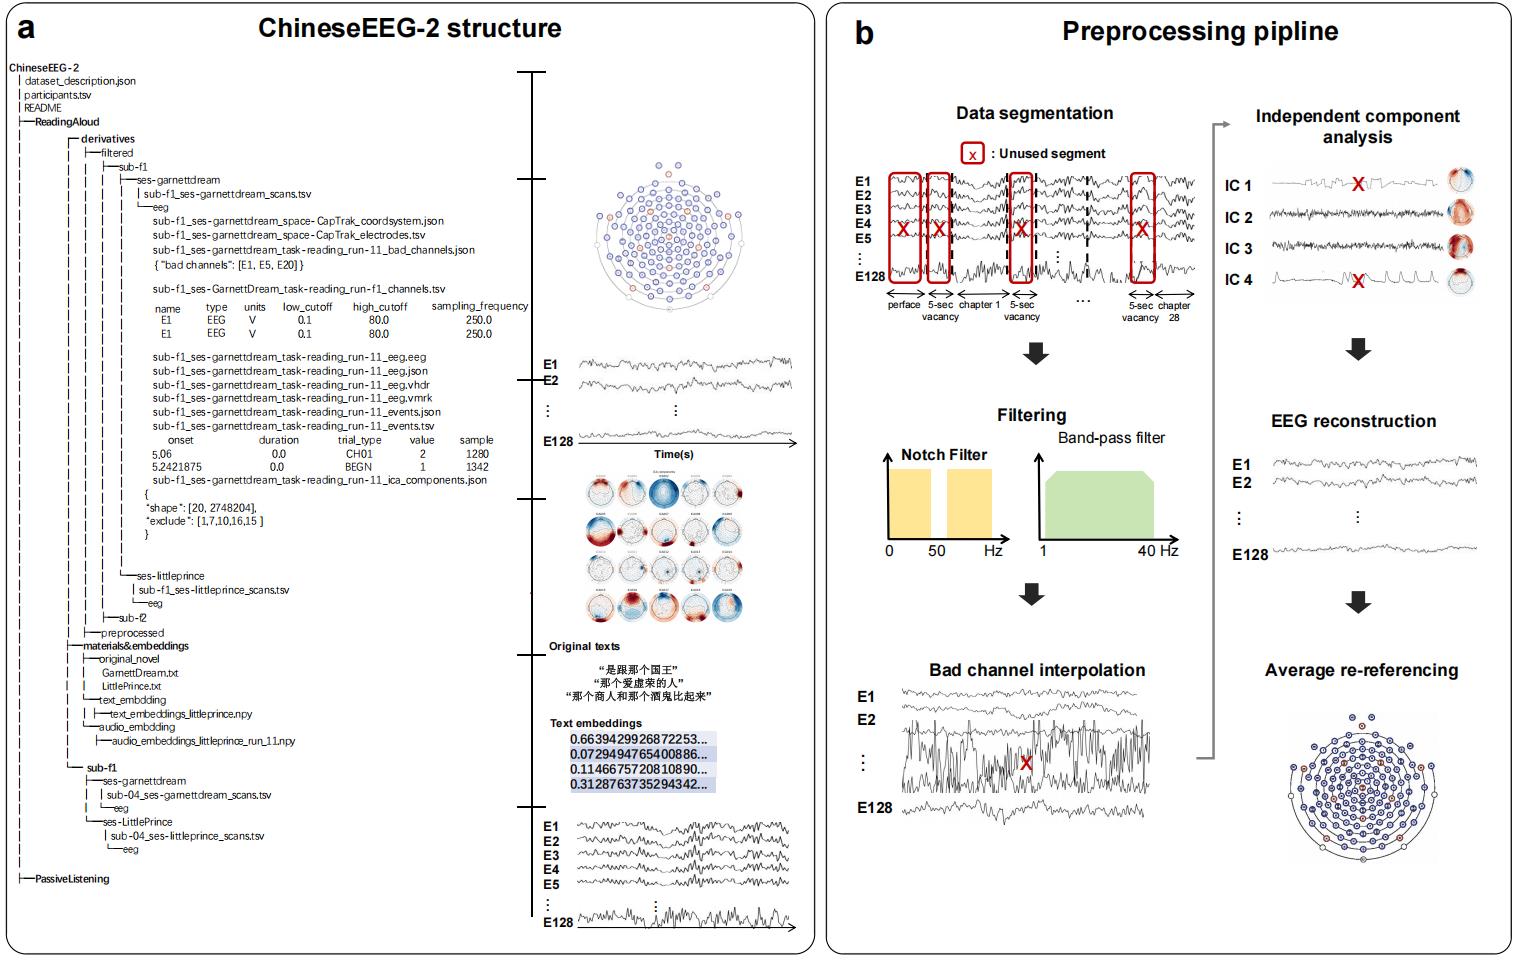 a
ChineseEEG-2 structure
ChineseEEG-2
dataset_description.json
participants.tsv
README
ReadingAloud
derivatives
filtered
sub-f1
ses-garnettdream
sub-f1_ses-garnettdream_scans.tsv
eeg
sub-f1_ses-garnettdream_space-CapTrak_coordsystem.json
sub-f1_ses-garnettdream_space-CapTrak_electrodes.tsv
sub-f1_ses-garnettdream_task-reading_run-11_bad_channels.json
{ "bad channels": [E1, E5, E20] }
sub-f1_ses-GarnettDream_task-reading_run-f1_channels.tsv
name type units low_cutoff high_cutoff sampling_frequency
E1 EEG V 0.1 80.0 250.0
E1 EEG V 0.1 80.0 250.0
sub-f1_ses-garnettdream_task-reading_run-11_eeg.eeg
sub-f1_ses-garnettdream_task-reading_run-11_eeg.json
sub-f1_ses-garnettdream_task-reading_run-11_eeg.vhdr
sub-f1_ses-garnettdream_task-reading_run-11_eeg.vmrk
sub-f1_ses-garnettdream_task-reading_run-11_events.json
sub-f1_ses-garnettdream_task-reading_run-11_events.tsv
onset duration trial_type value sample
5.06 0.0 CH01 2 1280
5.2421875 0.0 BEGN 1 1342
sub-f1_ses-garnettdream_task-reading_run-11_ica_components.json
{
"shape": [20, 2748204],
"exclude": [1,7,10,16,15 ]
}
ses-littleprince
sub-f1_ses-littleprince_scans.tsv
eeg
sub-f2
preprocessed
materials&embeddings
original_novel
GarnettDream.txt
LittlePrince.txt
text_embdding
text_embeddings_littleprince.npy
audio_embdding
audio_embeddings_littleprince_run_11.npy
sub-f1
ses-garnettdream
sub-04_ses-garnettdream_scans.tsv
eeg
ses-LittlePrince
sub-04_ses-littleprince_scans.tsv
eeg
PassiveListening
E1
E2
⋮ ⋮
E128
Time(s)
Original texts
“是跟那个国王”
“那个爱虚荣的人”
“那个商人和那个酒鬼比起来”
Text embeddings
0.6639429926872253...
0.0729494765400886...
0.1146675720810890...
0.3128763735294342...
E1
E2
E3
E4
E5
⋮ ⋮
E128
b
Preprocessing pipline
Data segmentation
x : Unused segment
E1
E2
E3
E4
E5
⋮ ⋮
E128
X X X X
perface 5-sec vacancy chapter 1 5-sec vacancy ... 5-sec vacancy chapter 28
Filtering
Notch Filter
0 50 Hz
Band-pass filter
1 40 Hz
Bad channel interpolation
E1
E2
⋮
X
E128
Independent component
analysis
IC 1 X
IC 2
IC 3
IC 4 X
EEG reconstruction
E1
E2
⋮ ⋮
E128
Average re-referencing